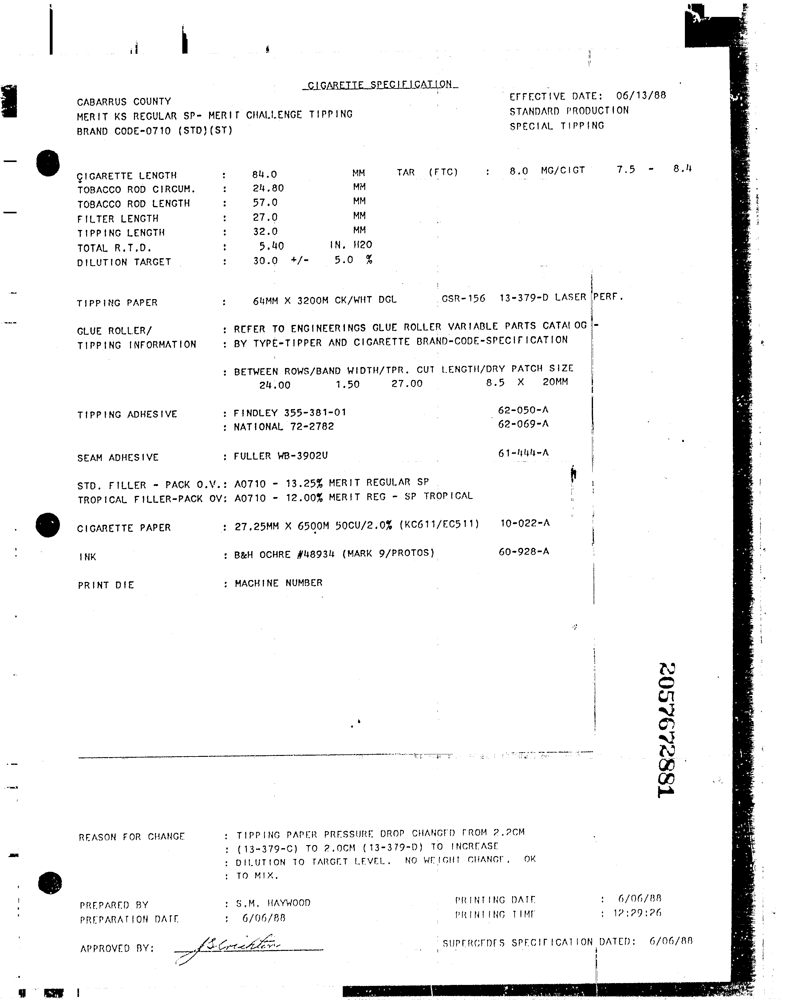 CIGARETTE SPECIFICATION
CABARRUS COUNTY EFFECTIVE DATE: 06/13/88
MERIT KS REGULAR SP- MERIT CHALLENGE TIPPING STANDARD PRODUCTION
BRAND CODE-0710 (STD)(ST) SPECIAL TIPPING
CIGARETTE LENGTH : 84.0 MM TAR (FTC) : 8.0 MG/CIGT 7.5 - 8.4
TOBACCO ROD CIRCUM. : 24.80 MM
TOBACCO ROD LENGTH : 57.0 MM
FILTER LENGTH : 27.0 MM
TIPPING LENGTH : 32.0 MM
TOTAL R.T.D. : 5.40 IN. H2O
DILUTION TARGET : 30.0 +/- 5.0 %
TIPPING PAPER : 64MM X 3200M CK/WHT DGL GSR-156 13-379-D LASER PERF.
GLUE ROLLER/ : REFER TO ENGINEERINGS GLUE ROLLER VARIABLE PARTS CATALOG -
TIPPING INFORMATION : BY TYPE-TIPPER AND CIGARETTE BRAND-CODE-SPECIFICATION
: BETWEEN ROWS/BAND WIDTH/TPR. CUT LENGTH/DRY PATCH SIZE
24.00 1.50 27.00 8.5 X 20MM
TIPPING ADHESIVE : FINDLEY 355-381-01 62-050-A
: NATIONAL 72-2782 62-069-A
SEAM ADHESIVE : FULLER WB-3902U 61-444-A
STD. FILLER - PACK O.V.: A0710 - 13.25% MERIT REGULAR SP
TROPICAL FILLER-PACK OV: A0710 - 12.00% MERIT REG - SP TROPICAL
CIGARETTE PAPER : 27.25MM X 6500M 50CU/2.0% (KC611/EC511) 10-022-A
INK : B&H OCHRE #48934 (MARK 9/PROTOS) 60-928-A
PRINT DIE : MACHINE NUMBER
2057672881
REASON FOR CHANGE : TIPPING PAPER PRESSURE DROP CHANGED FROM 2.2CM
: (13-379-C) TO 2.0CM (13-379-D) TO INCREASE
: DILUTION TO TARGET LEVEL. NO WEIGHT CHANGE. OK
: TO MIX.
PREPARED BY : S.M. HAYWOOD PRINTING DATE : 6/06/88
PREPARATION DATE : 6/06/88 PRINTING TIME : 12:29:26
APPROVED BY: SUPERCEDES SPECIFICATION DATED: 6/06/88